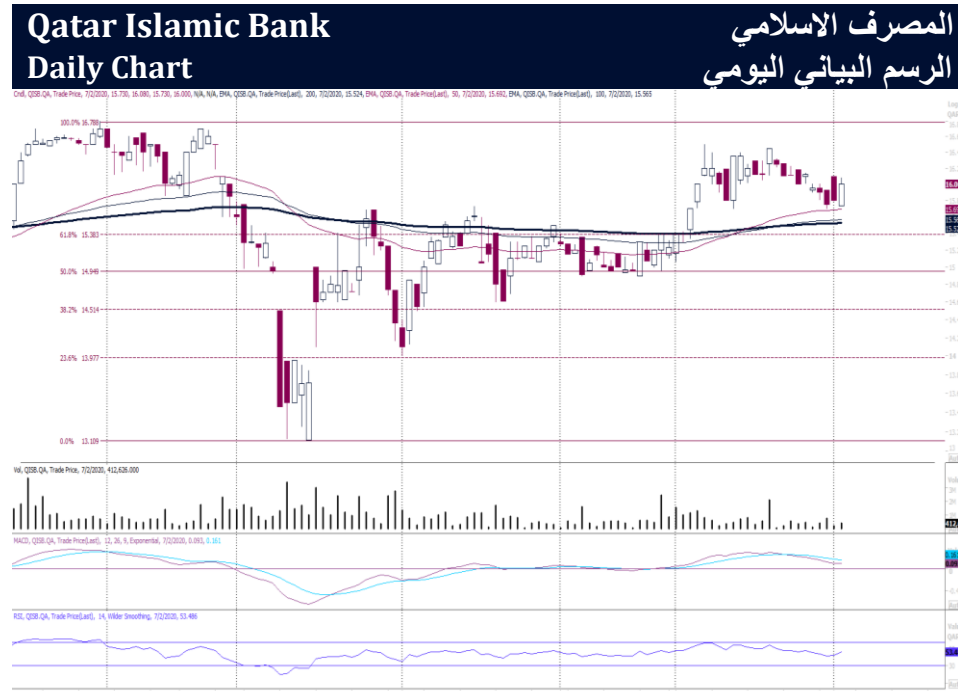 Qatar Islamic Bank
المصرف الاسلامي
Daily Chart
الرسم البياني اليومي
Cndl, QISB.QA, Trade Price, 7/2/2020, 15.730, 16.080, 15.730, 16.000, N/A, N/A, EMA, QISB.QA, Trade Price(Last), 200, 7/2/2020, 15.524, EMA, QISB.QA, Trade Price(Last), 50, 7/2/2020, 15.692, EMA, QISB.QA, Trade Price(Last), 100, 7/2/2020, 15.563
100.0% 16.788
61.8% 15.383
50.0% 14.949
38.2% 14.514
23.6% 13.977
0.0% 13.109
Vol, QISB.QA, Trade Price, 7/2/2020, 412,626.000
MACD, QISB.QA, Trade Price(Last), 12, 26, 9, Exponential, 7/2/2020, 0.093, 0.161
RSI, QISB.QA, Trade Price(Last), 14, Wilder Smoothing, 7/2/2020, 53.486